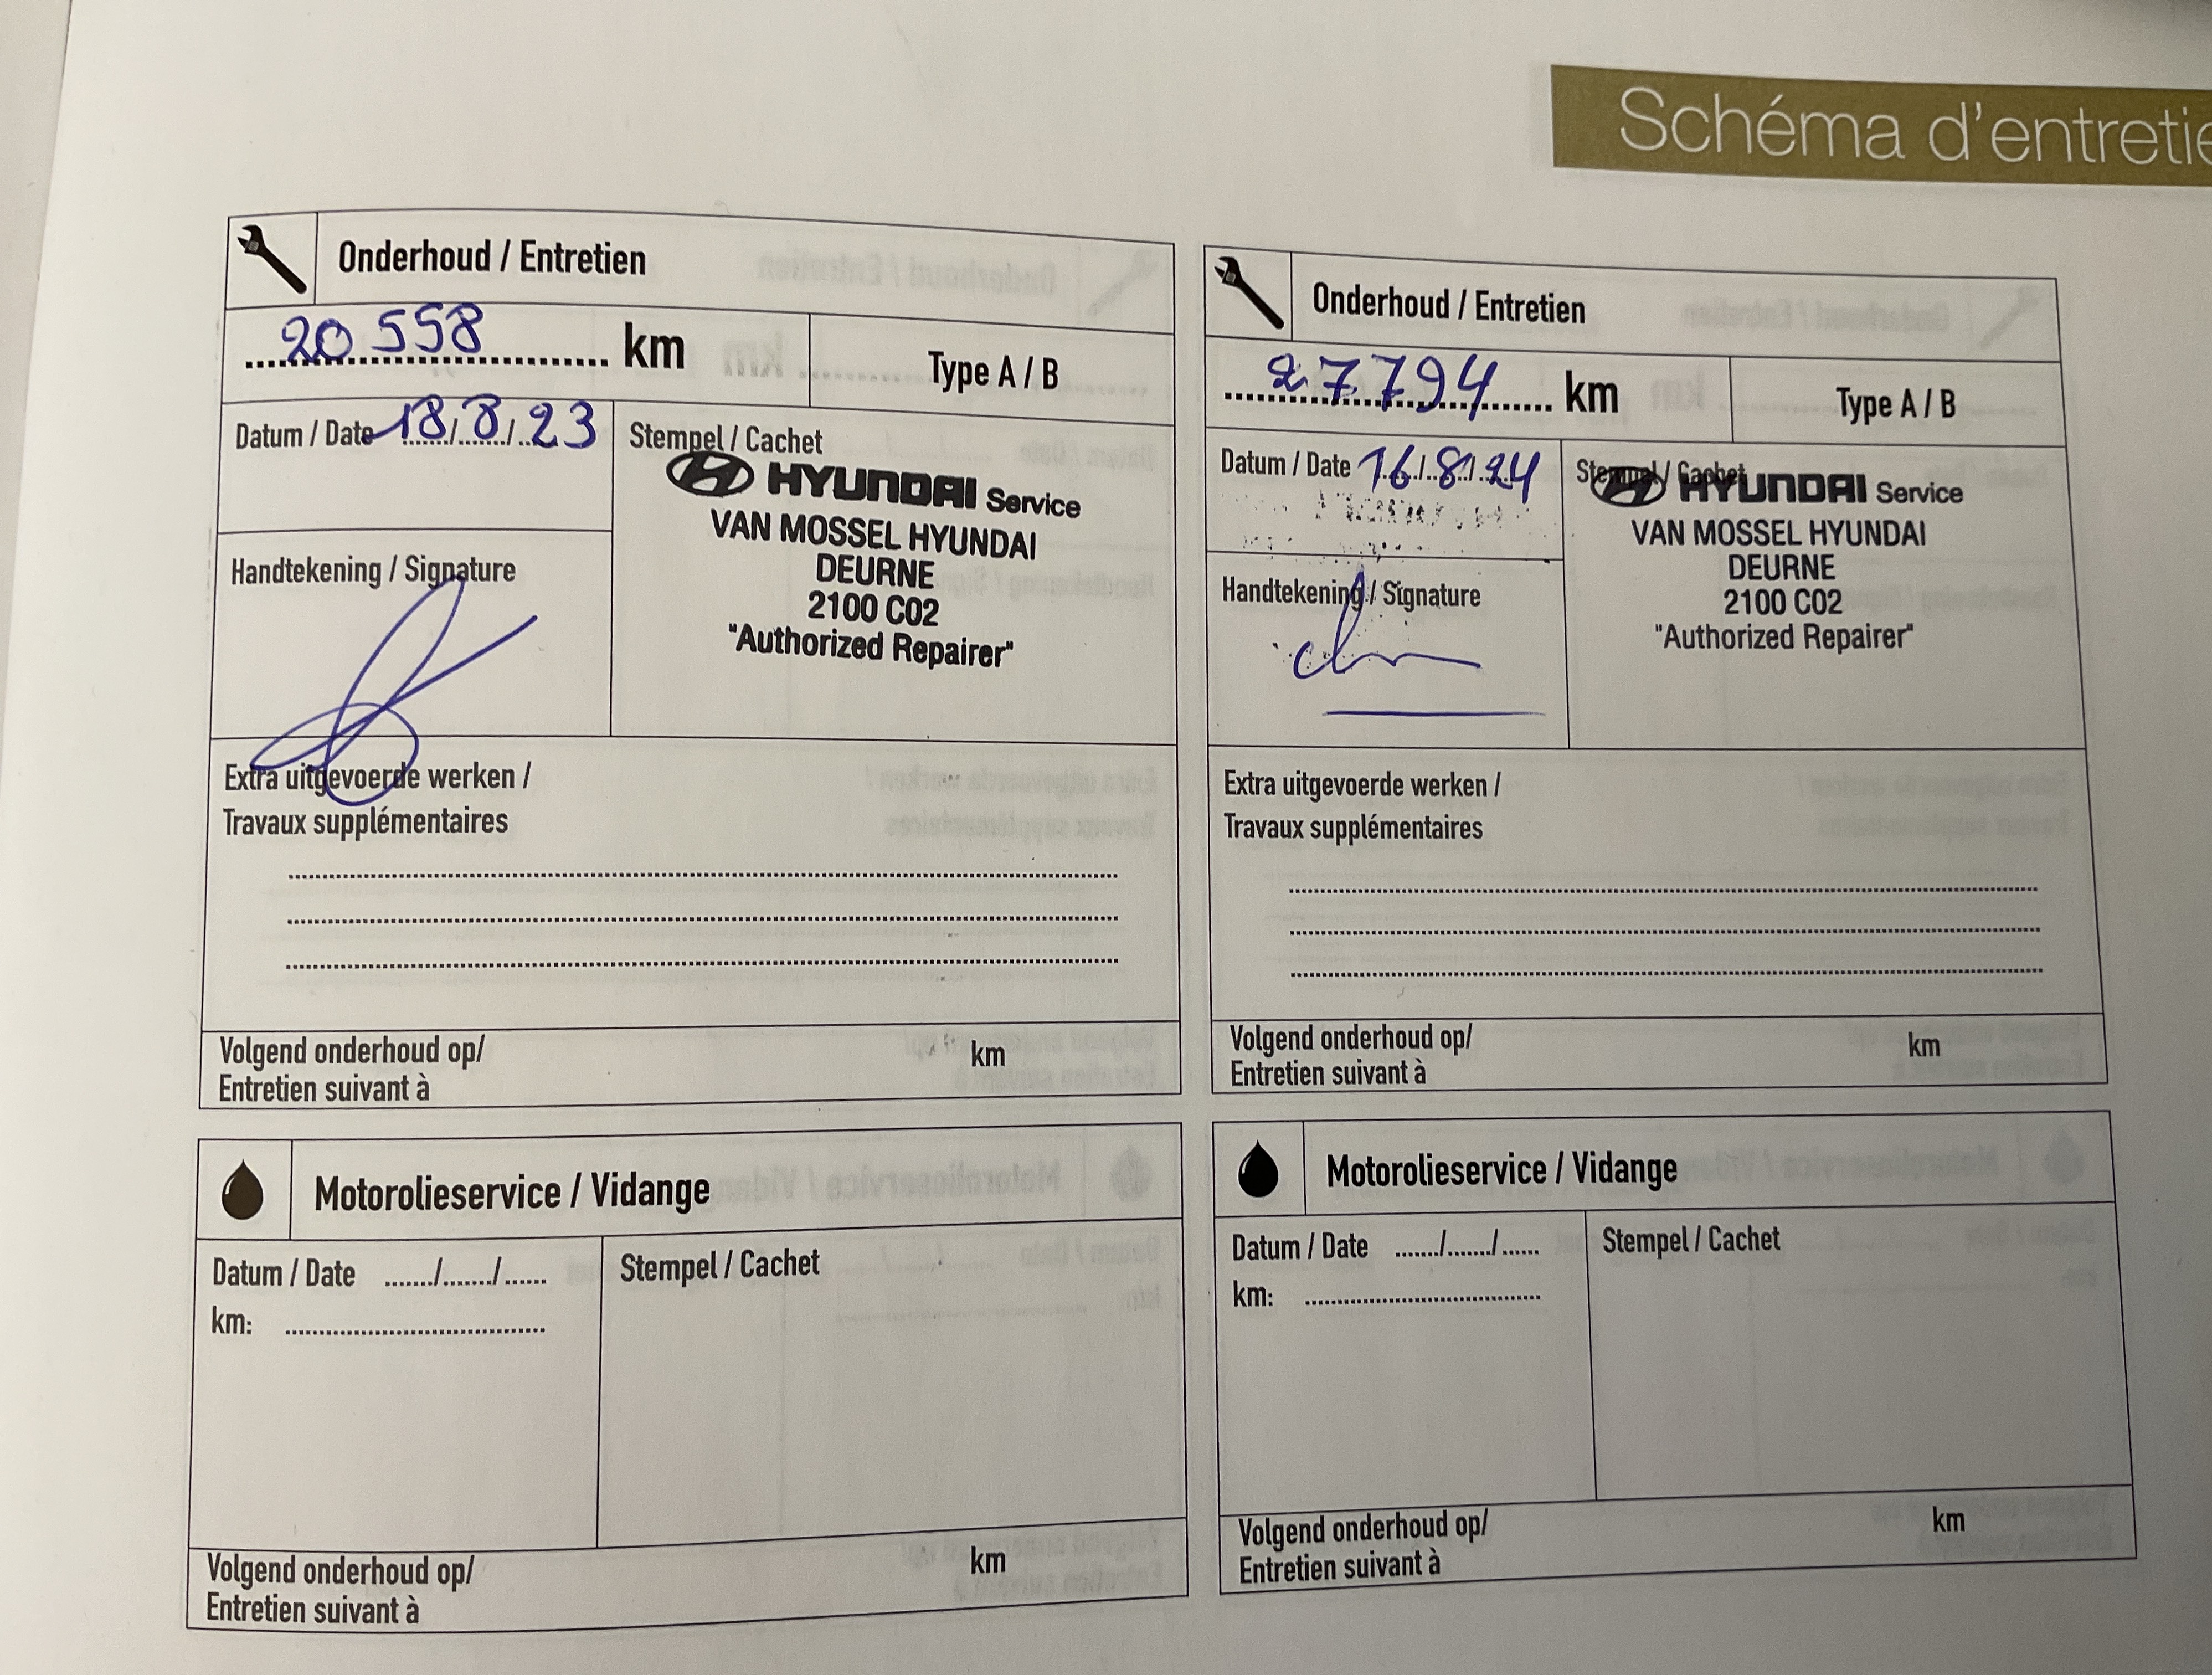 Schéma d'entretie
Onderhoud / Entretien
20 558 km
Type A / B
Datum / Date 18/8/23
Stempel / Cachet
HYUNDAI Service
VAN MOSSEL HYUNDAI
DEURNE
2100 C02
"Authorized Repairer"
Handtekening / Signature
Extra uitgevoerde werken /
Travaux supplémentaires
Volgend onderhoud op/
Entretien suivant à
km
Onderhoud / Entretien
27794 km
Type A / B
Datum / Date 16/8/24
Stempel / Cachet
HYUNDAI Service
VAN MOSSEL HYUNDAI
DEURNE
2100 C02
"Authorized Repairer"
Handtekening / Signature
Extra uitgevoerde werken /
Travaux supplémentaires
Volgend onderhoud op/
Entretien suivant à
km
Motorolieservice / Vidange
Datum / Date ......./......./......
km: ......................................
Stempel / Cachet
Volgend onderhoud op/
Entretien suivant à
km
Motorolieservice / Vidange
Datum / Date ......./......./......
km: ......................................
Stempel / Cachet
Volgend onderhoud op/
Entretien suivant à
km